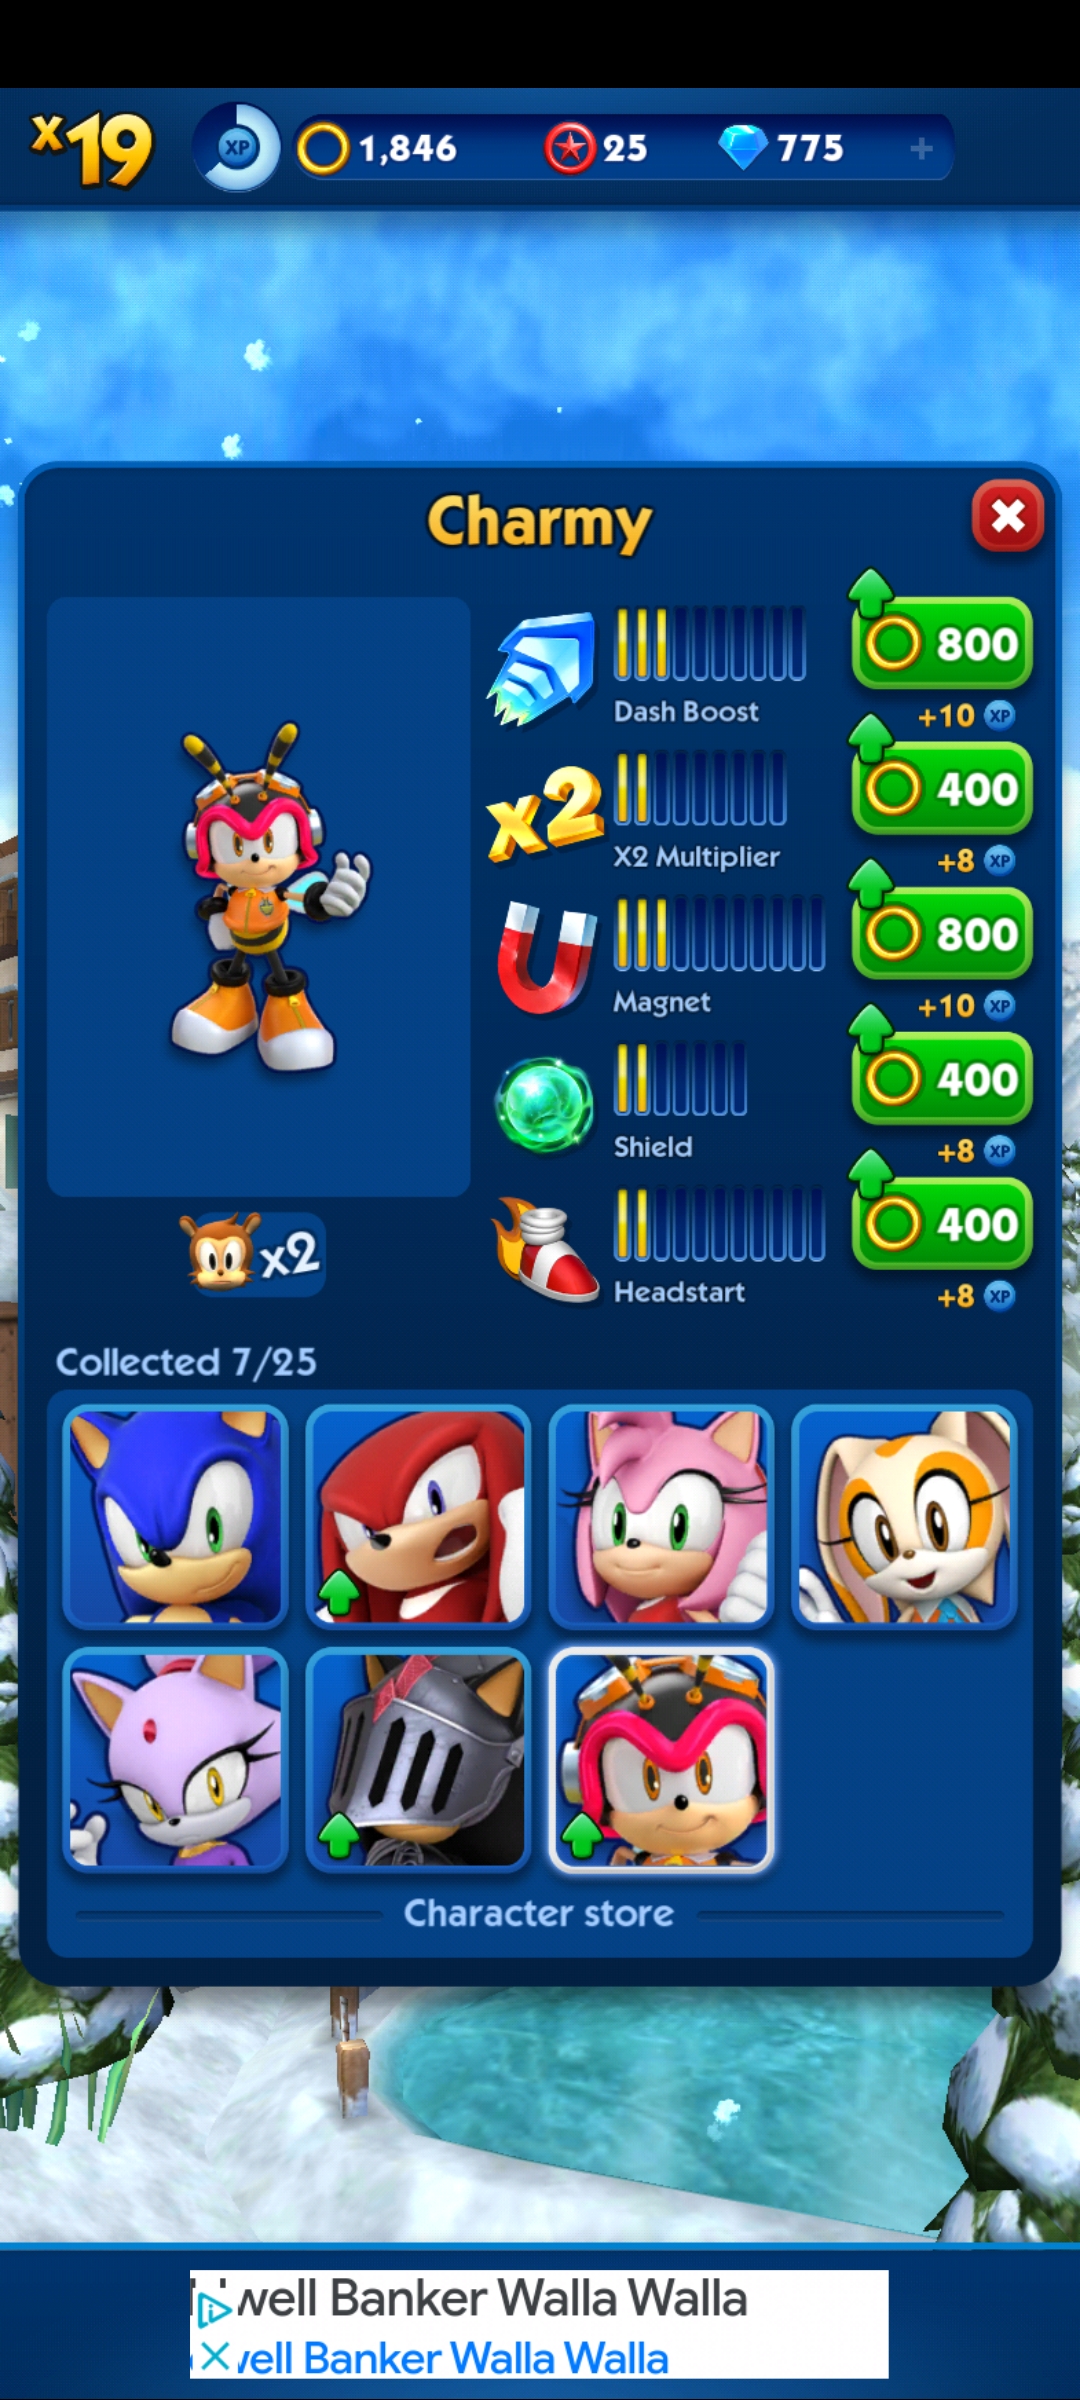 x19
XP
1,846
25
775
+
Charmy
800
Dash Boost
+10 XP
x2
400
X2 Multiplier
+8 XP
800
Magnet
+10 XP
400
Shield
+8 XP
x2
400
Headstart
+8 XP
Collected 7/25
Character store
well Banker Walla Walla
well Banker Walla Walla